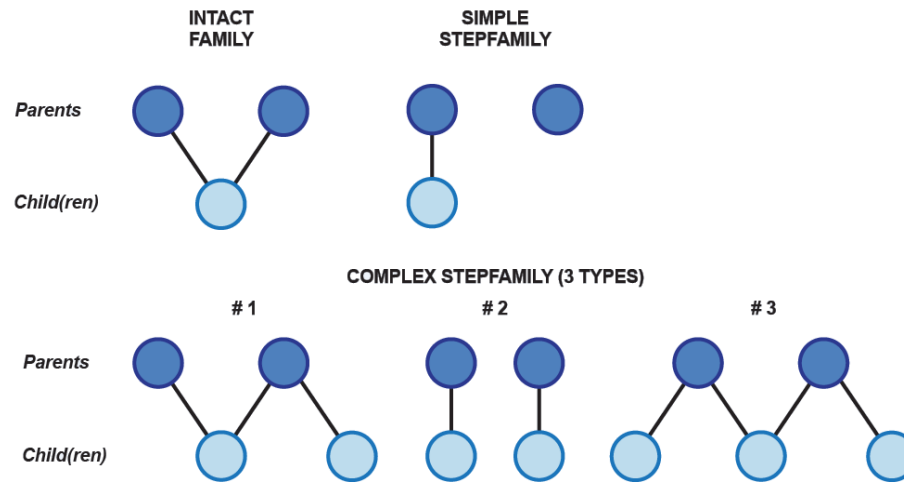 INTACT
FAMILY
SIMPLE
STEPFAMILY
Parents
Child(ren)
COMPLEX STEPFAMILY (3 TYPES)
# 1
# 2
# 3
Parents
Child(ren)